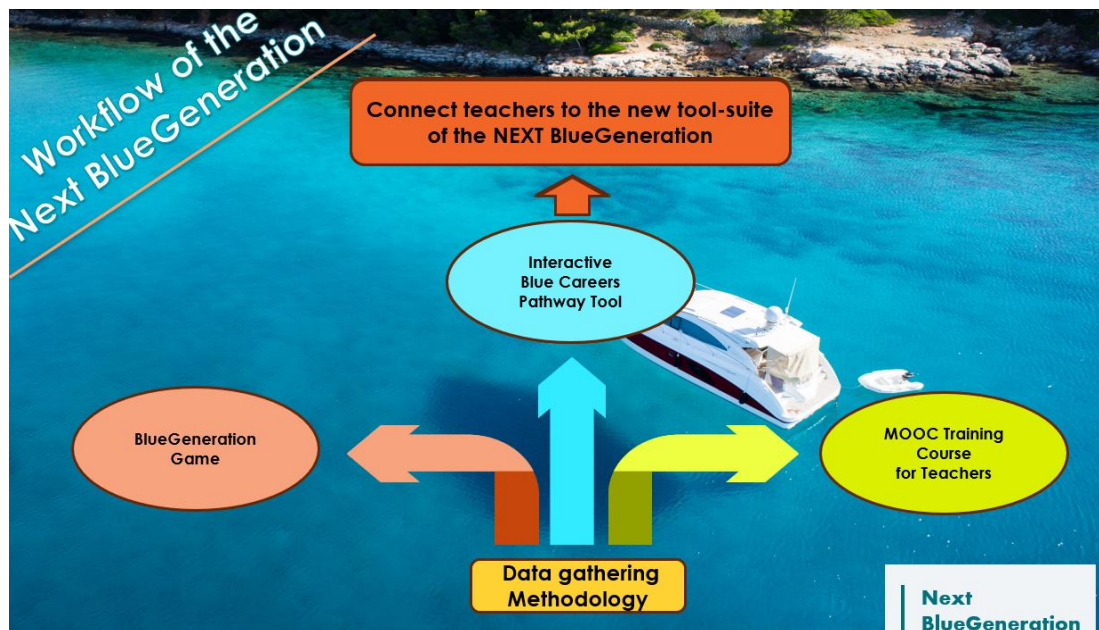 Workflow of the
Next BlueGeneration
Connect teachers to the new tool-suite
of the NEXT BlueGeneration
Interactive
Blue Careers
Pathway Tool
BlueGeneration
Game
MOOC Training
Course
for Teachers
Data gathering
Methodology
Next
BlueGeneration